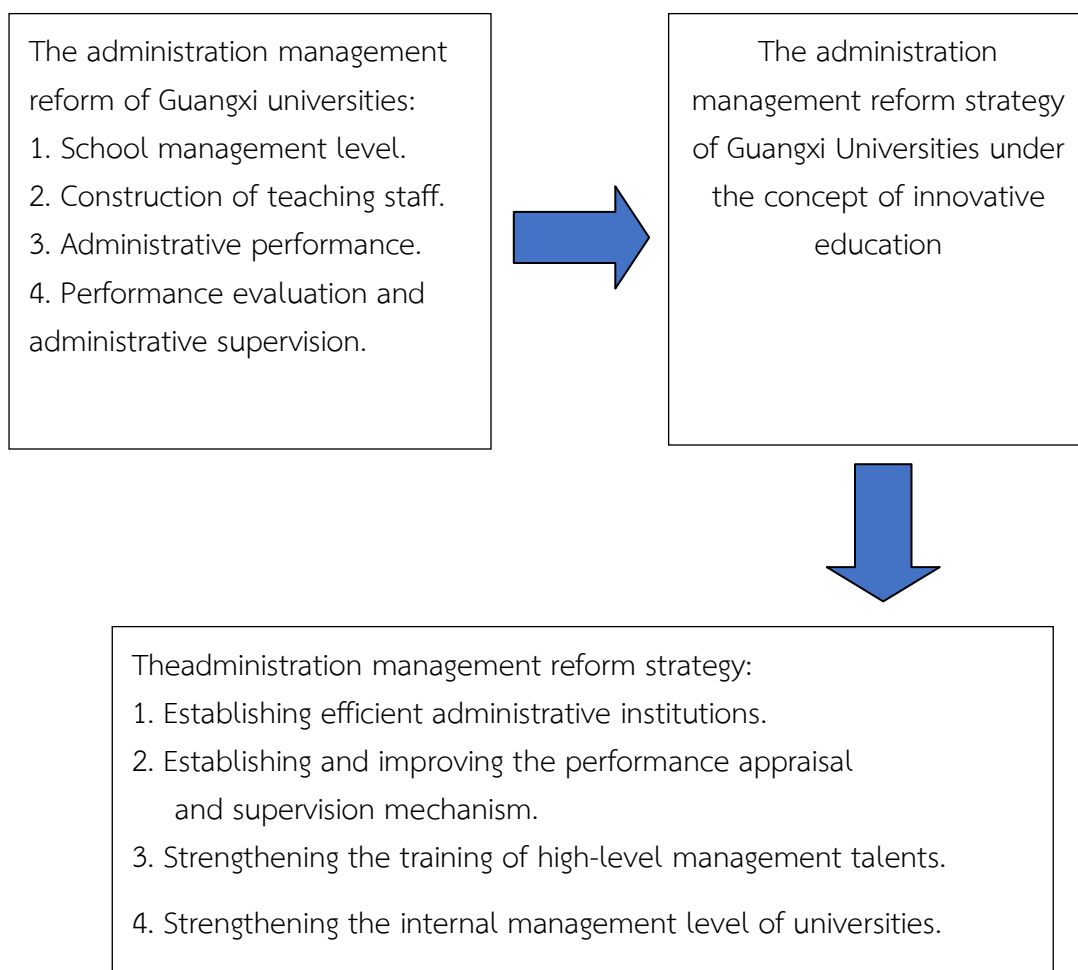 The administration management
reform of Guangxi universities:
1. School management level.
2. Construction of teaching staff.
3. Administrative performance.
4. Performance evaluation and
administrative supervision.
The administration
management reform strategy
of Guangxi Universities under
the concept of innovative
education
Theadministration management reform strategy:
1. Establishing efficient administrative institutions.
2. Establishing and improving the performance appraisal
and supervision mechanism.
3. Strengthening the training of high-level management talents.
4. Strengthening the internal management level of universities.